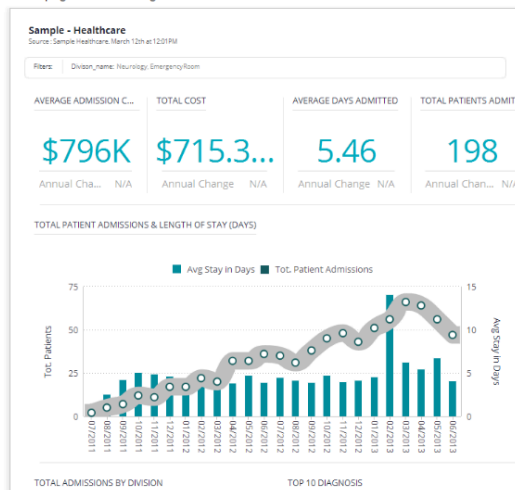 Sample - Healthcare
Source: Sample Healthcare, March 12th at 12:01PM
Filters: Divison_name: Neurology, EmergencyRoom
AVERAGE ADMISSION C... TOTAL COST AVERAGE DAYS ADMITTED TOTAL PATIENTS ADMIT
$796K $715.3... 5.46 198
Annual Cha... N/A Annual Change N/A Annual Change N/A Annual Chan... N/A
TOTAL PATIENT ADMISSIONS & LENGTH OF STAY (DAYS)
Avg Stay in Days Tot. Patient Admissions
Tot. Patients
75
50
25
0
15
10
5
0
Avg Stay in Days
07/2011
08/2011
09/2011
10/2011
11/2011
12/2011
01/2012
02/2012
03/2012
04/2012
05/2012
06/2012
07/2012
08/2012
09/2012
10/2012
11/2012
12/2012
01/2013
02/2013
03/2013
04/2013
05/2013
06/2013
TOTAL ADMISSIONS BY DIVISION TOP 10 DIAGNOSIS